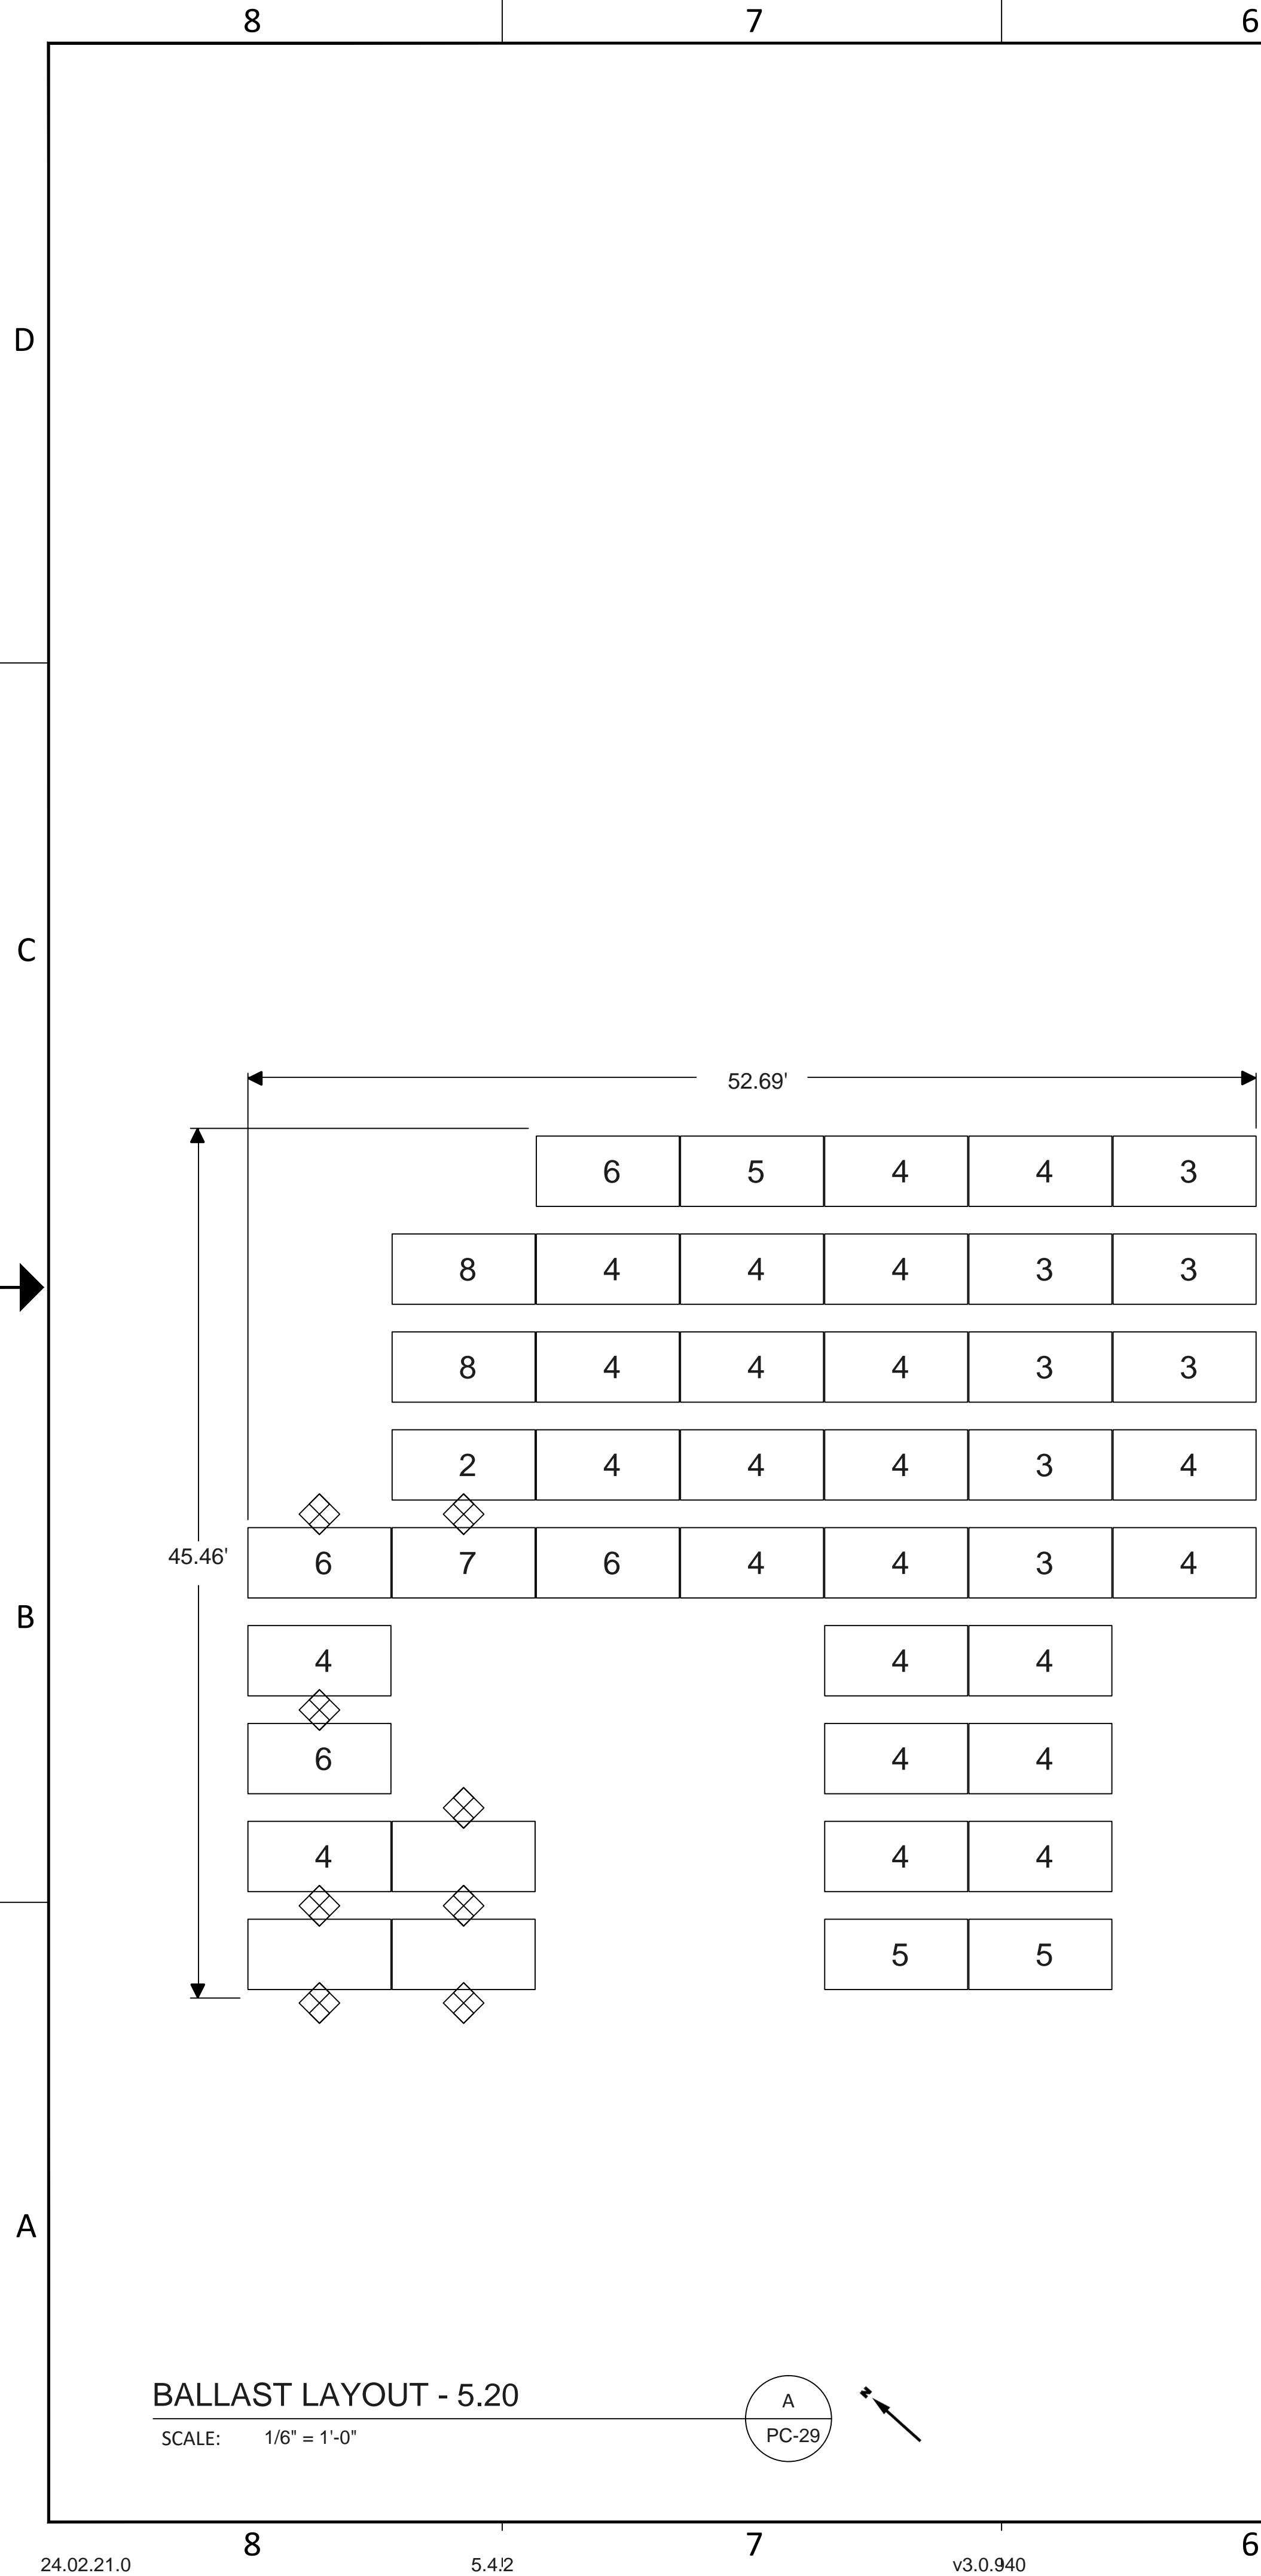 8 7 6
D
C
52.69'
6 5 4 4 3
8 4 4 4 3 3
8 4 4 4 3 3
2 4 4 4 3 4
45.46'
6 7 6 4 4 3 4
B
4 4 4
6 4 4
4 4 4
5 5
A
BALLAST LAYOUT - 5.20
A
N
SCALE: 1/6" = 1'-0"
PC-29
8 7 6
24.02.21.0 5.4.2 v3.0.940